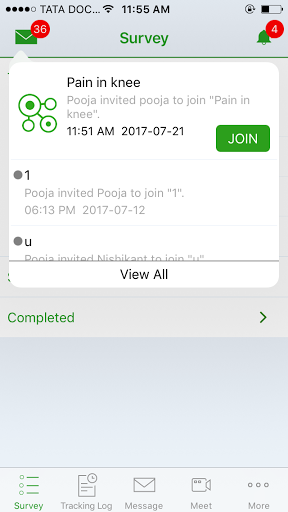 TATA DOC...
11:55 AM
36
Survey
4
Pain in knee
Pooja invited pooja to join "Pain in
knee".
11:51 AM 2017-07-21
JOIN
1
Pooja invited Pooja to join "1".
06:13 PM 2017-07-12
u
Pooja invited Nishikant to join "u".
View All
Completed
Survey
Tracking Log
Message
Meet
More